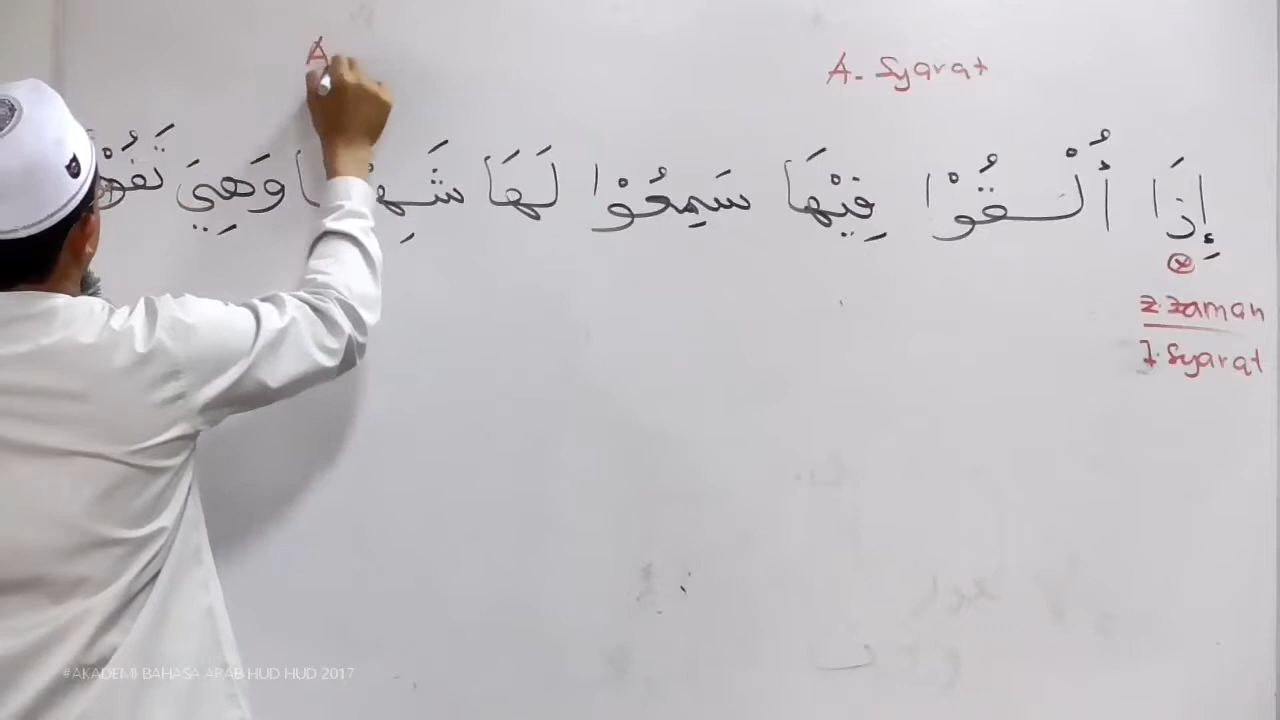 A
A. Syarat
إِذَا أُلْقُوْا فِيْهَا سَمِعُوْا لَهَا وَهِيَ
z. zaman
J. Syarat
#AKADEMI BAHASA ARAB HUD HUD 2017